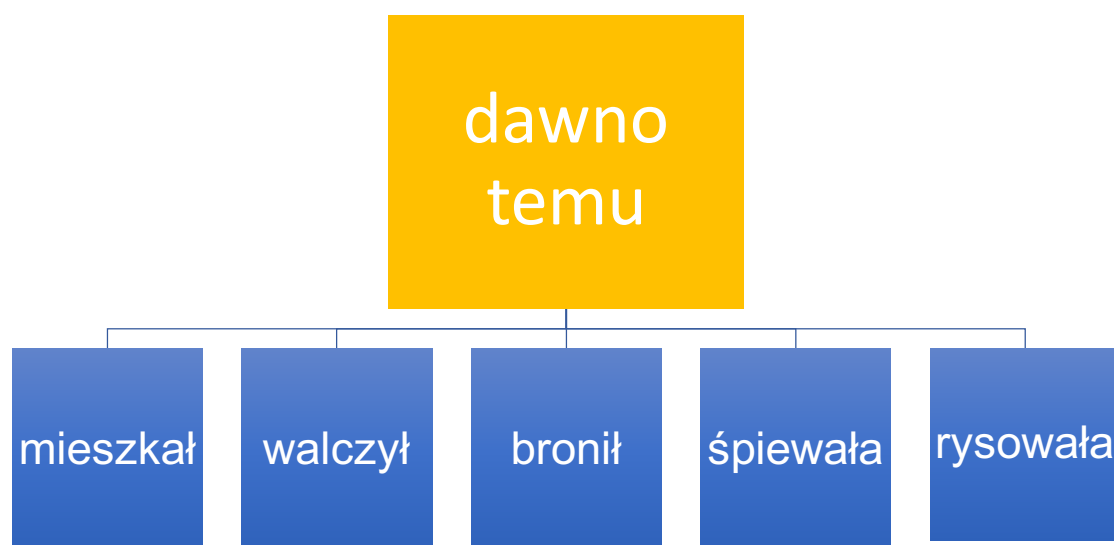 dawno
temu
mieszkał
walczył
bronił
śpiewała
rysowała